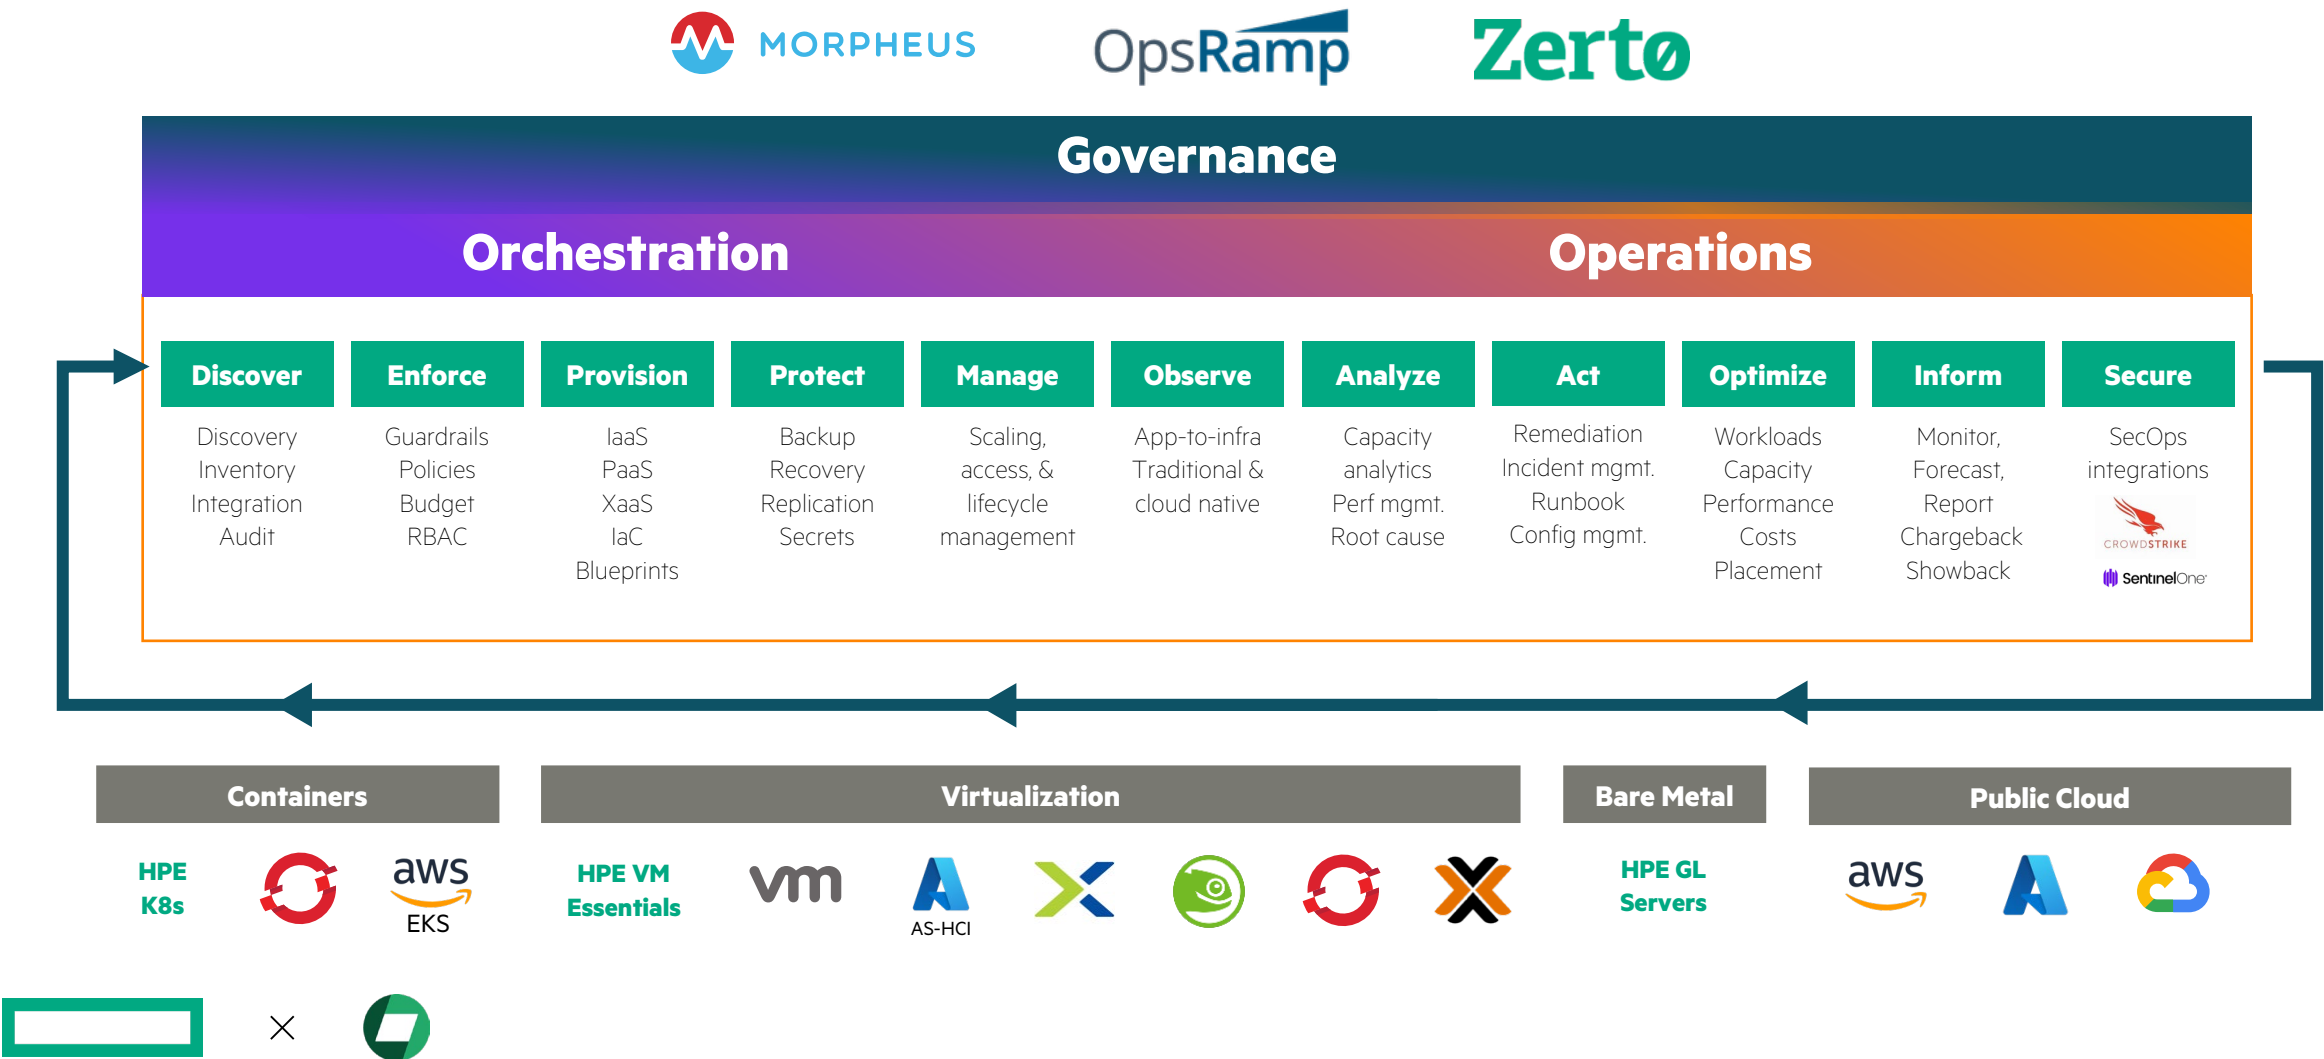 MORPHEUS
OpsRamp
Zerto
Governance
Orchestration
Operations
Discover
Discovery
Inventory
Integration
Audit
Enforce
Guardrails
Policies
Budget
RBAC
Provision
IaaS
PaaS
XaaS
IaC
Blueprints
Protect
Backup
Recovery
Replication
Secrets
Manage
Scaling,
access, &
lifecycle
management
Observe
App-to-infra
Traditional &
cloud native
Analyze
Capacity
analytics
Perf mgmt.
Root cause
Act
Remediation
Incident mgmt.
Runbook
Config mgmt.
Optimize
Workloads
Capacity
Performance
Costs
Placement
Inform
Monitor,
Forecast,
Report
Chargeback
Showback
Secure
SecOps
integrations
CROWDSTRIKE
SentinelOne
Containers
HPE
K8s
aws
EKS
Virtualization
HPE VM
Essentials
vm
AS-HCI
Bare Metal
HPE GL
Servers
Public Cloud
aws